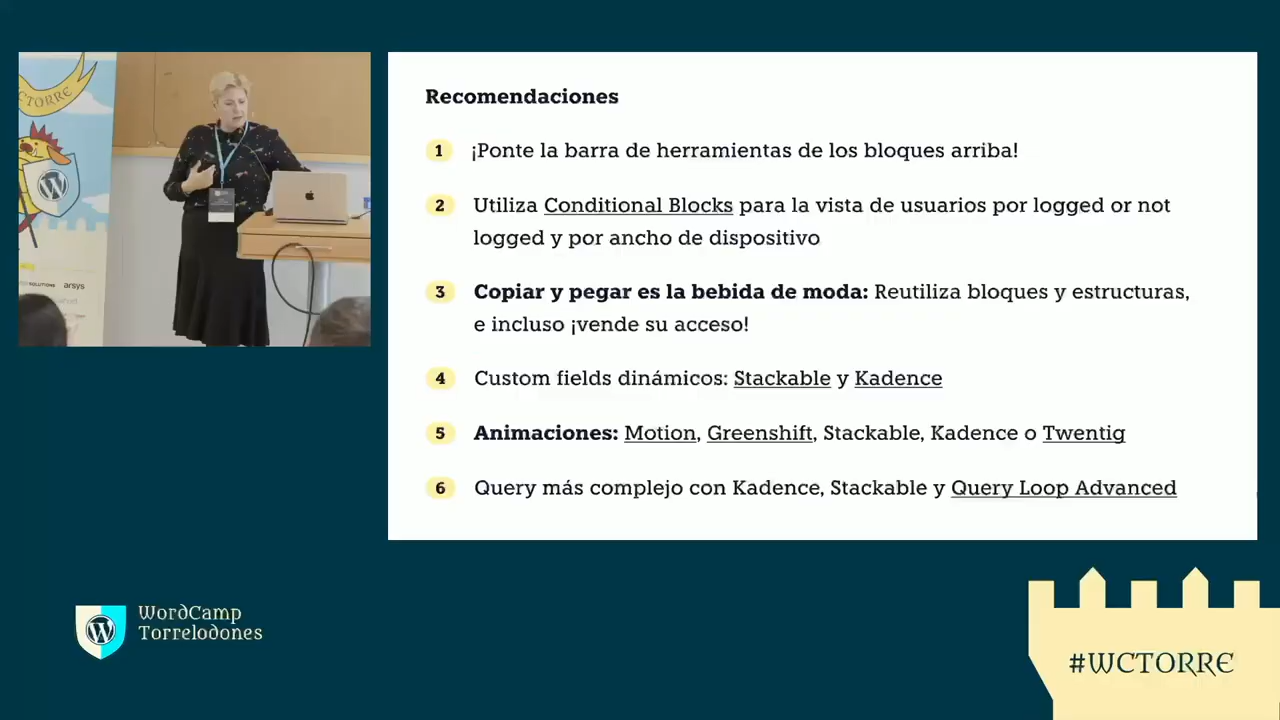 CTORRE
SOLUTIONS
arsys
Recomendaciones
1 ¡Ponte la barra de herramientas de los bloques arriba!
2 Utiliza Conditional Blocks para la vista de usuarios por logged or not
logged y por ancho de dispositivo
3 Copiar y pegar es la bebida de moda: Reutiliza bloques y estructuras,
e incluso ¡vende su acceso!
4 Custom fields dinámicos: Stackable y Kadence
5 Animaciones: Motion, Greenshift, Stackable, Kadence o Twentig
6 Query más complejo con Kadence, Stackable y Query Loop Advanced
WordCamp
Torrelodones
#WCTORRE